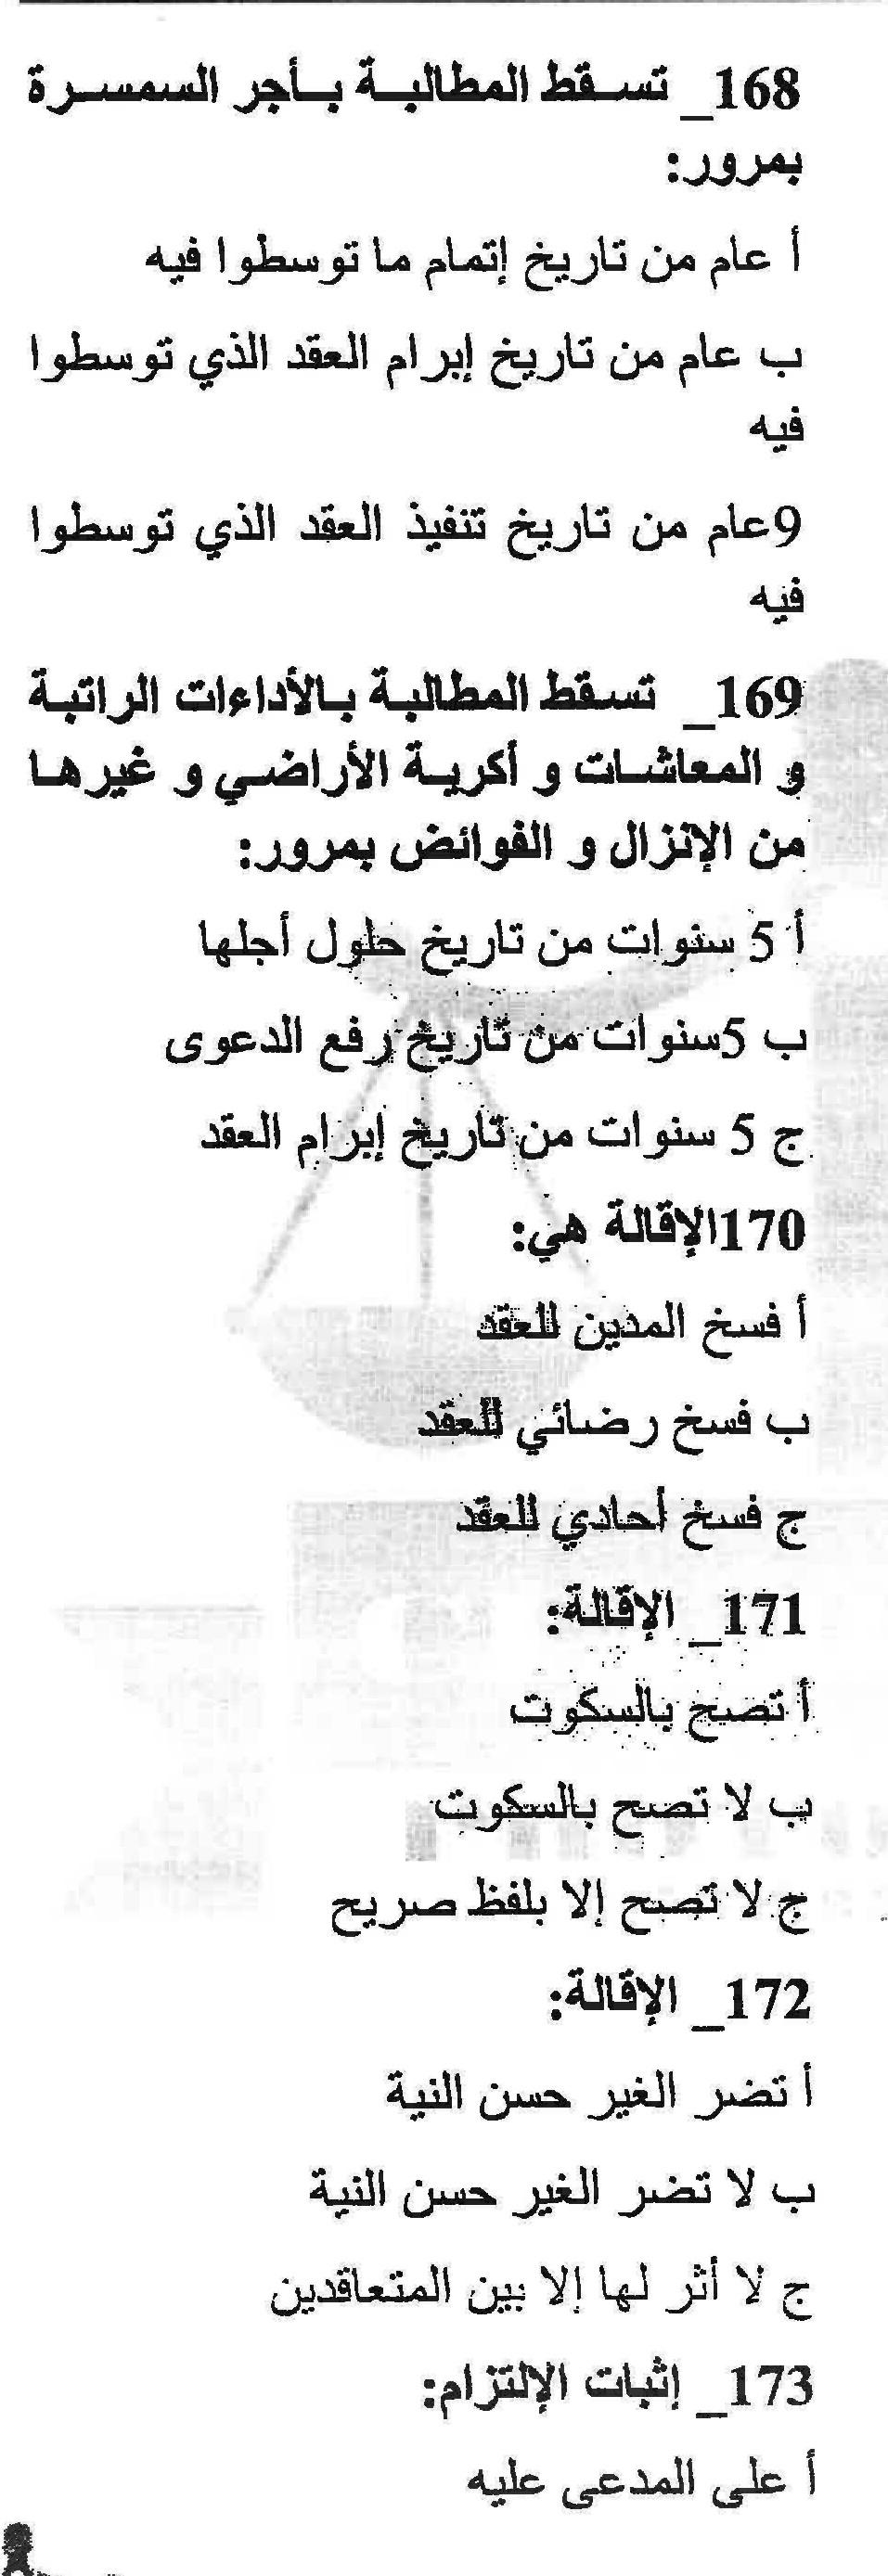 168_ تسقط المطالبة بأجر السمسرة
بمرور:
أ عام من تاريخ إتمام ما توسطوا فيه
ب عام من تاريخ إبرام العقد الذي توسطوا
فيه
9عام من تاريخ تنفيذ العقد الذي توسطوا
فيه
169_ تسقط المطالبة بالأداءات الراتبة
و المعاشات و أكرية الأراضي و غيرها
من الإنزال و الفوائض بمرور:
أ 5 سنوات من تاريخ حلول أجلها
ب 5سنوات من تاريخ رفع الدعوى
ج 5 سنوات من تاريخ إبرام العقد
170الإقالة هي:
أ فسخ المدين للعقد
ب فسخ رضائي للعقد
ج فسخ أحادي للعقد
171_ الإقالة:
أ تصح بالسكوت
ب لا تصح بالسكوت
ج لا تصح إلا بلفظ صريح
172_ الإقالة:
أ تضر الغير حسن النية
ب لا تضر الغير حسن النية
ج لا أثر لها إلا بين المتعاقدين
173_ إثبات الإلتزام:
أ على المدعى عليه